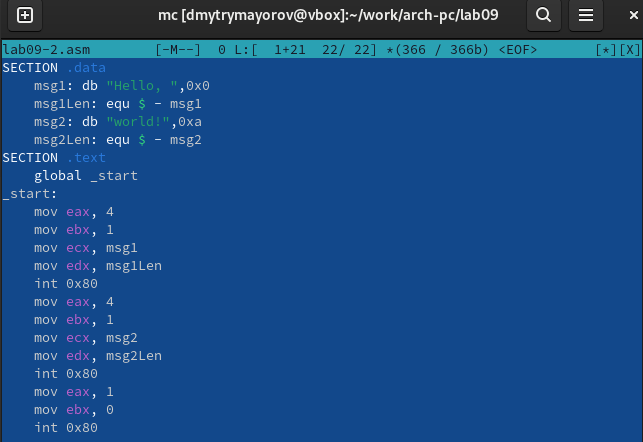 mc [dmytrymayorov@vbox]:~/work/arch-pc/lab09
lab09-2.asm [-M--] 0 L:[ 1+21 22/ 22] *(366 / 366b) <EOF> [*][X]
SECTION .data
msg1: db "Hello, ",0x0
msg1Len: equ $ - msg1
msg2: db "world!",0xa
msg2Len: equ $ - msg2
SECTION .text
global _start
_start:
mov eax, 4
mov ebx, 1
mov ecx, msg1
mov edx, msg1Len
int 0x80
mov eax, 4
mov ebx, 1
mov ecx, msg2
mov edx, msg2Len
int 0x80
mov eax, 1
mov ebx, 0
int 0x80